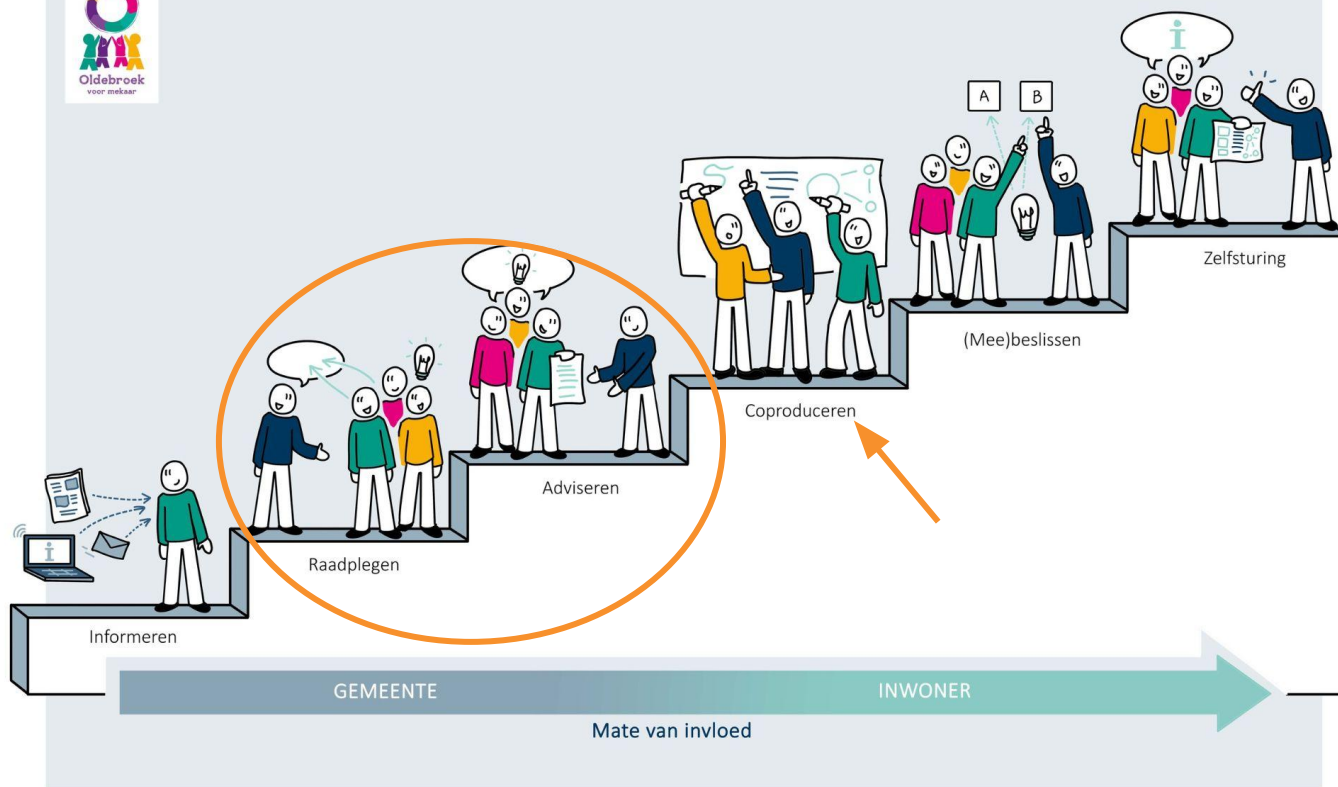 Oldebroek
voor mekaar
i
Informeren
Raadplegen
Adviseren
Coproduceren
A B
(Mee)beslissen
i
Zelfsturing
GEMEENTE INWONER
Mate van invloed